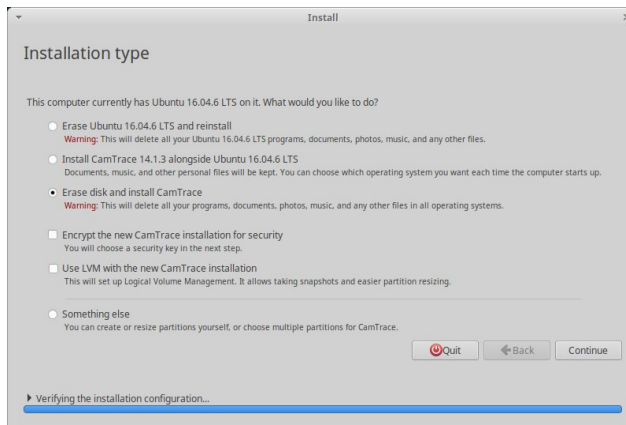 Install
Installation type
This computer currently has Ubuntu 16.04.6 LTS on it. What would you like to do?
Erase Ubuntu 16.04.6 LTS and reinstall
Warning: This will delete all your Ubuntu 16.04.6 LTS programs, documents, photos, music, and any other files.
Install CamTrace 14.1.3 alongside Ubuntu 16.04.6 LTS
Documents, music, and other personal files will be kept. You can choose which operating system you want each time the computer starts up.
Erase disk and install CamTrace
Warning: This will delete all your programs, documents, photos, music, and any other files in all operating systems.
Encrypt the new CamTrace installation for security
You will choose a security key in the next step.
Use LVM with the new CamTrace installation
This will set up Logical Volume Management. It allows taking snapshots and easier partition resizing.
Something else
You can create or resize partitions yourself, or choose multiple partitions for CamTrace.
Quit Back Continue
Verifying the installation configuration...